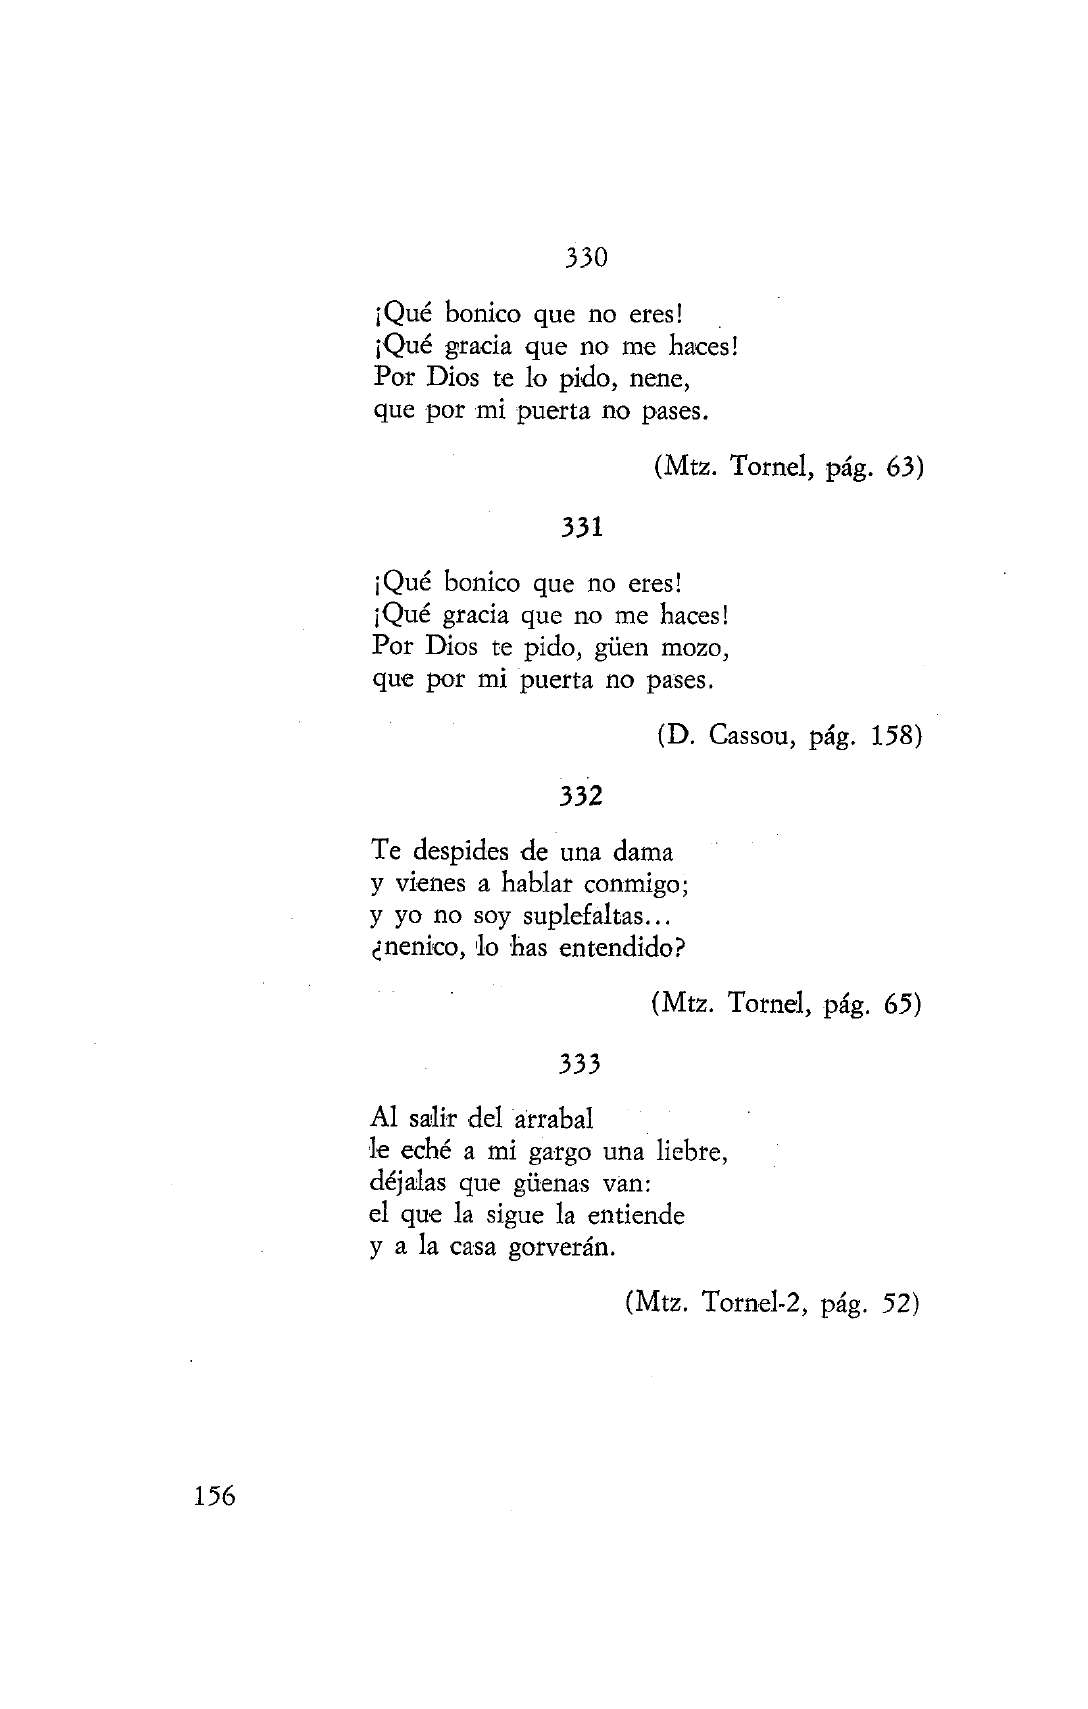 330
¡Qué bonico que no eres!
¡Qué gracia que no me haces!
Por Dios te lo pido, nene,
que por mi puerta no pases.
(Mtz. Tornel, pág. 63)
331
¡Qué bonico que no eres!
¡Qué gracia que no me haces!
Por Dios te pido, güen mozo,
que por mi puerta no pases.
(D. Cassou, pág. 158)
332
Te despides de una dama
y vienes a hablar conmigo;
y yo no soy suplefaltas...
¿nenico, lo has entendido?
(Mtz. Tornel, pág. 65)
333
Al salir del arrabal
le eché a mi gargo una liebre,
déjalas que güenas van:
el que la sigue la entiende
y a la casa gorverán.
(Mtz. Tornel-2, pág. 52)
156